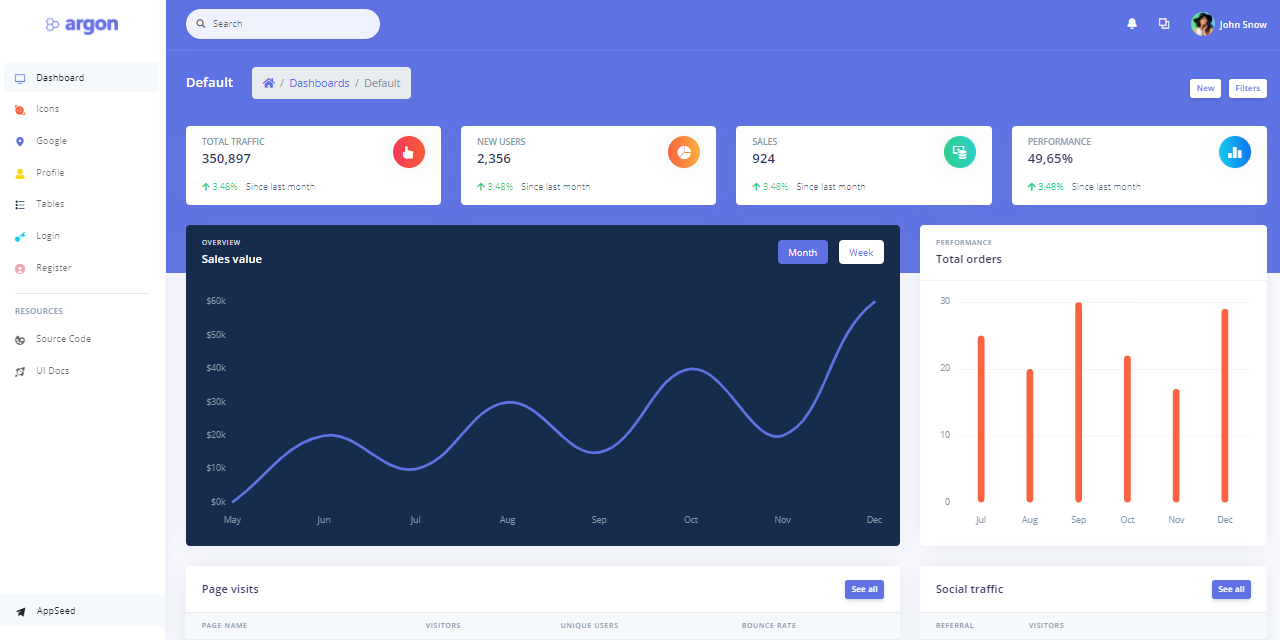 argon
Search
John Snow
Dashboard
Icons
Google
Profile
Tables
Login
Register
RESOURCES
Source Code
UI Docs
AppSeed
Default
/ Dashboards / Default
New
Filters
TOTAL TRAFFIC
350,897
3.48% Since last month
NEW USERS
2,356
3.48% Since last month
SALES
924
3.48% Since last month
PERFORMANCE
49,65%
3.48% Since last month
OVERVIEW
Sales value
Month
Week
$60k
$50k
$40k
$30k
$20k
$10k
$0k
May Jun Jul Aug Sep Oct Nov Dec
PERFORMANCE
Total orders
30
20
10
0
Jul Aug Sep Oct Nov Dec
Page visits
See all
PAGE NAME VISITORS UNIQUE USERS BOUNCE RATE
Social traffic
See all
REFERRAL VISITORS